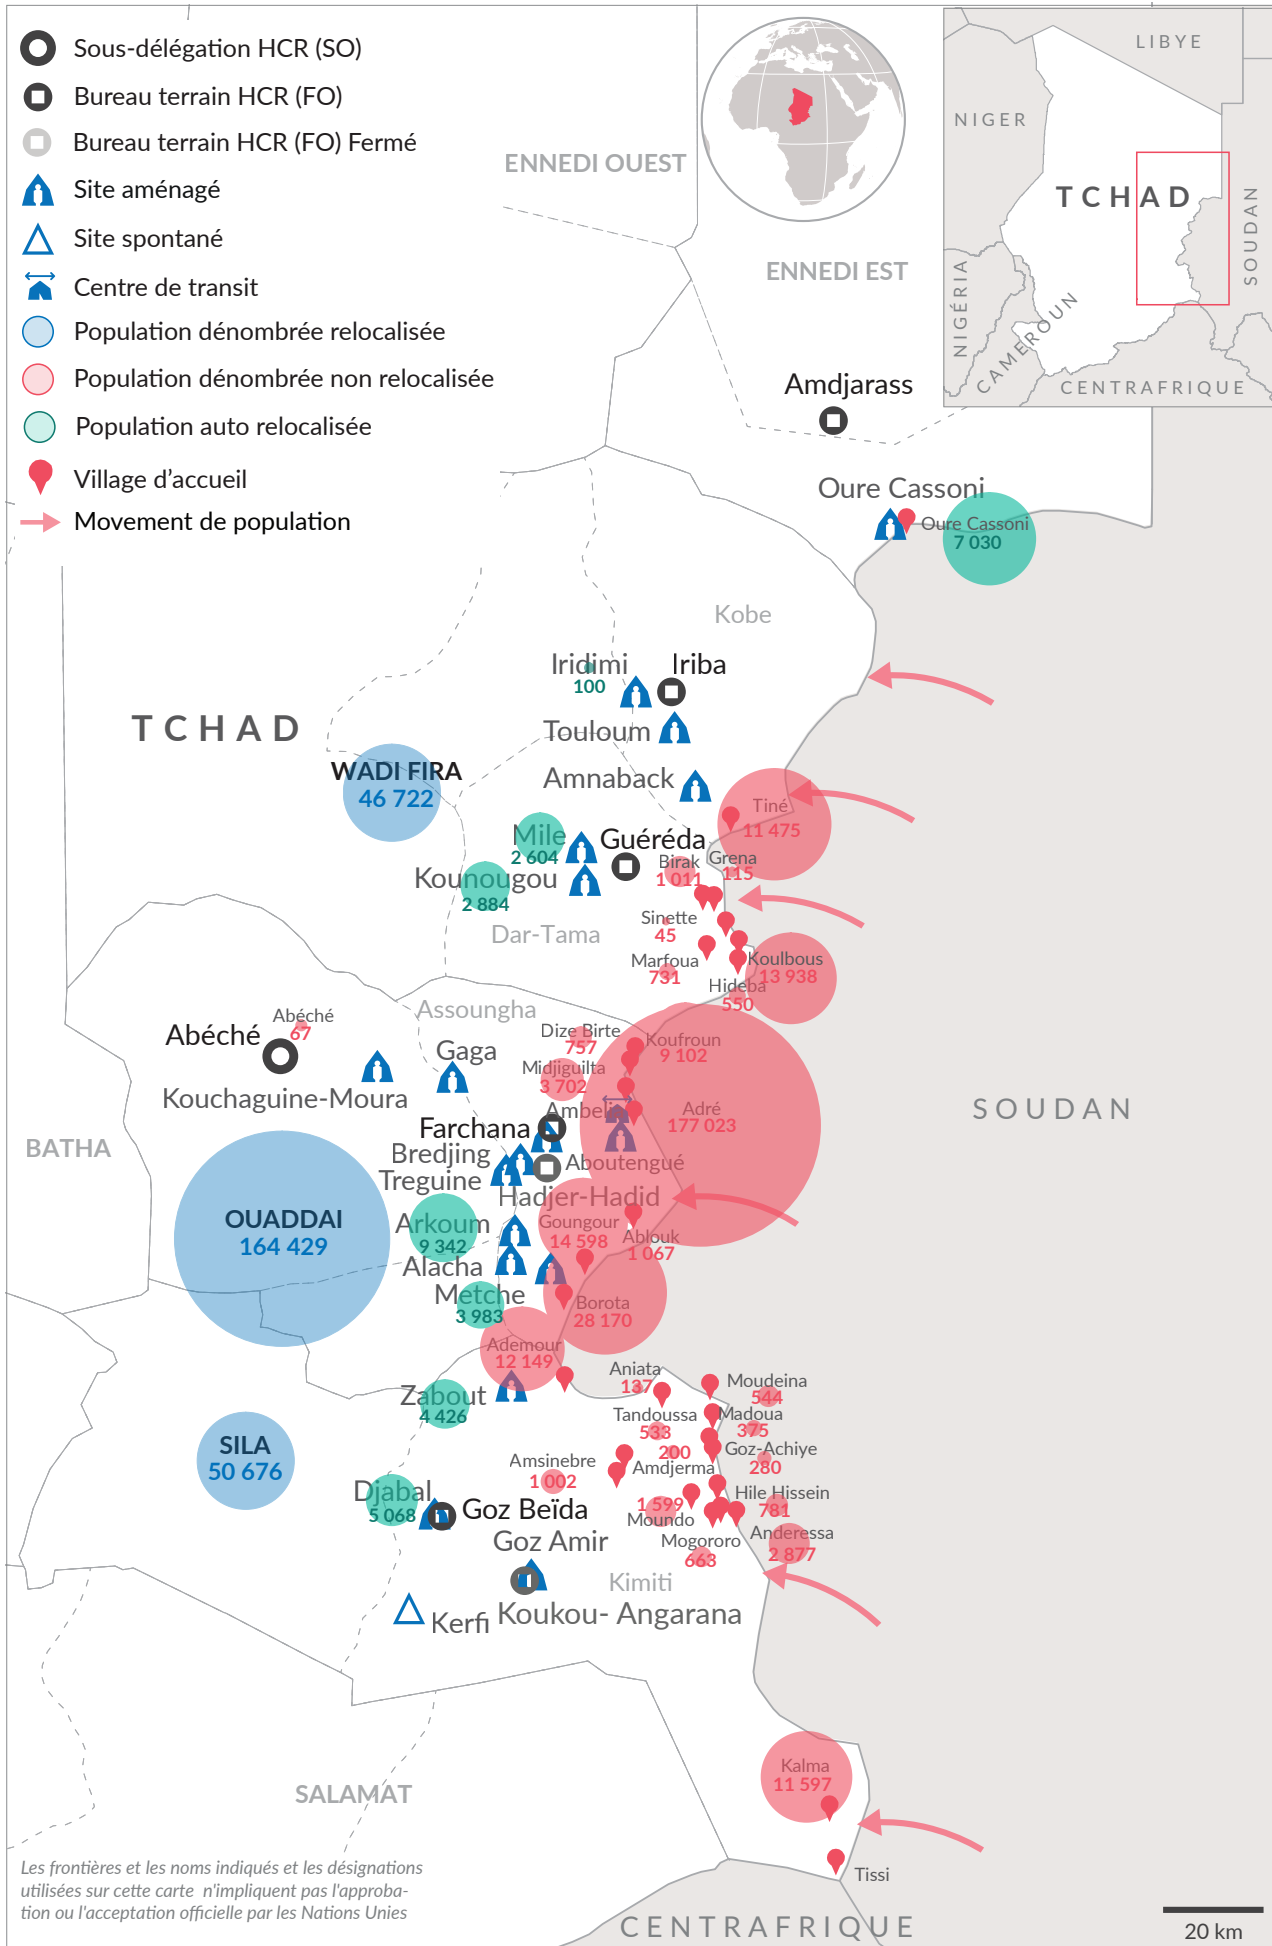 Sous-délégation HCR (SO)
Bureau terrain HCR (FO)
Bureau terrain HCR (FO) Fermé
Site aménagé
Site spontané
Centre de transit
Population dénombrée relocalisée
Population dénombrée non relocalisée
Population auto relocalisée
Village d'accueil
Movement de population
LIBYE
NIGER
TCHAD
SOUDAN
NIGÉRIA
CAMEROUN
CENTRAFRIQUE
ENNEDI OUEST
ENNEDI EST
Amdjarass
Oure Cassoni
Oure Cassoni
7 030
Kobe
Iridimi
100
Iriba
TCHAD
Touloum
WADI FIRA
46 722
Amnaback
Tiné
11 475
Mile
2 604
Guéréda
Birak
1 011
Grena
115
Kounougou
2 884
Sinette
45
Dar-Tama
Marfoua
731
Koulbous
13 938
Hideba
550
Assoungha
Abéché
67
Abéché
Dize Birte
757
Koufroun
9 102
Gaga
Midjiguilta
3 702
Kouchaguine-Moura
Ambelia
Adré
177 023
SOUDAN
Farchana
BATHA
Bredjing
Aboutengué
Treguine
Hadjer-Hadid
OUADDAI
164 429
Arkoum
9 342
Goungour
14 598
Ablouk
1 067
Alacha
Metche
3 983
Borota
28 170
Ademour
12 149
Aniata
137
Moudeina
544
Zabout
4 426
Tandoussa
533
Madoua
375
SILA
50 676
200
Amdjerma
Goz-Achiye
280
Amsinebre
1 002
Djabal
5 068
1 599
Moundo
Hile Hissein
781
Goz Beïda
Goz Amir
Mogororo
663
Anderessa
2 877
Kimiti
Kerfi
Koukou- Angarana
Kalma
11 597
SALAMAT
Tissi
Les frontières et les noms indiqués et les désignations
utilisées sur cette carte n'impliquent pas l'approba-
tion ou l'acceptation officielle par les Nations Unies
CENTRAFRIQUE
20 km